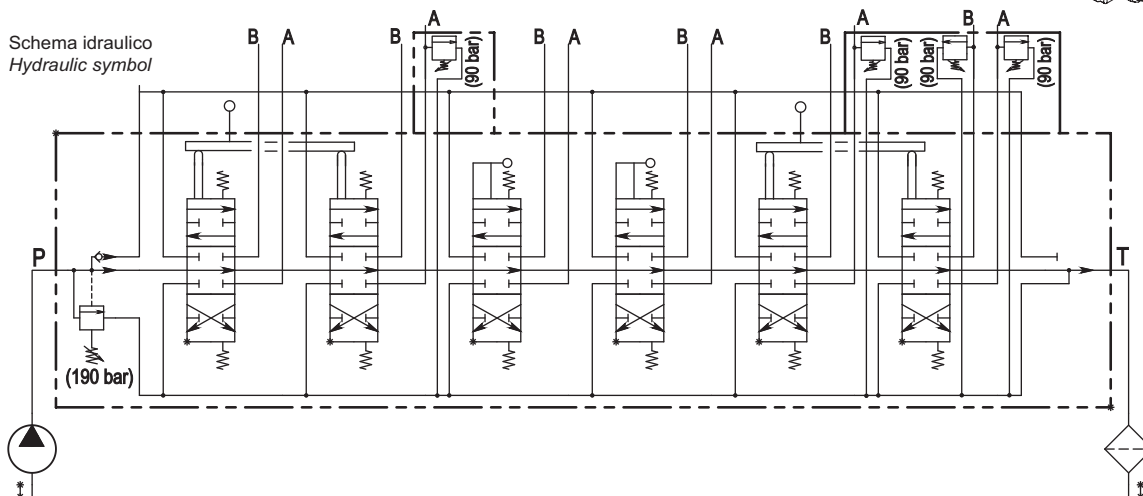 Schema idraulico
Hydraulic symbol
B A B A B A B A B A B A
(90 bar) (90 bar) (90 bar) (90 bar)
P T
(190 bar)